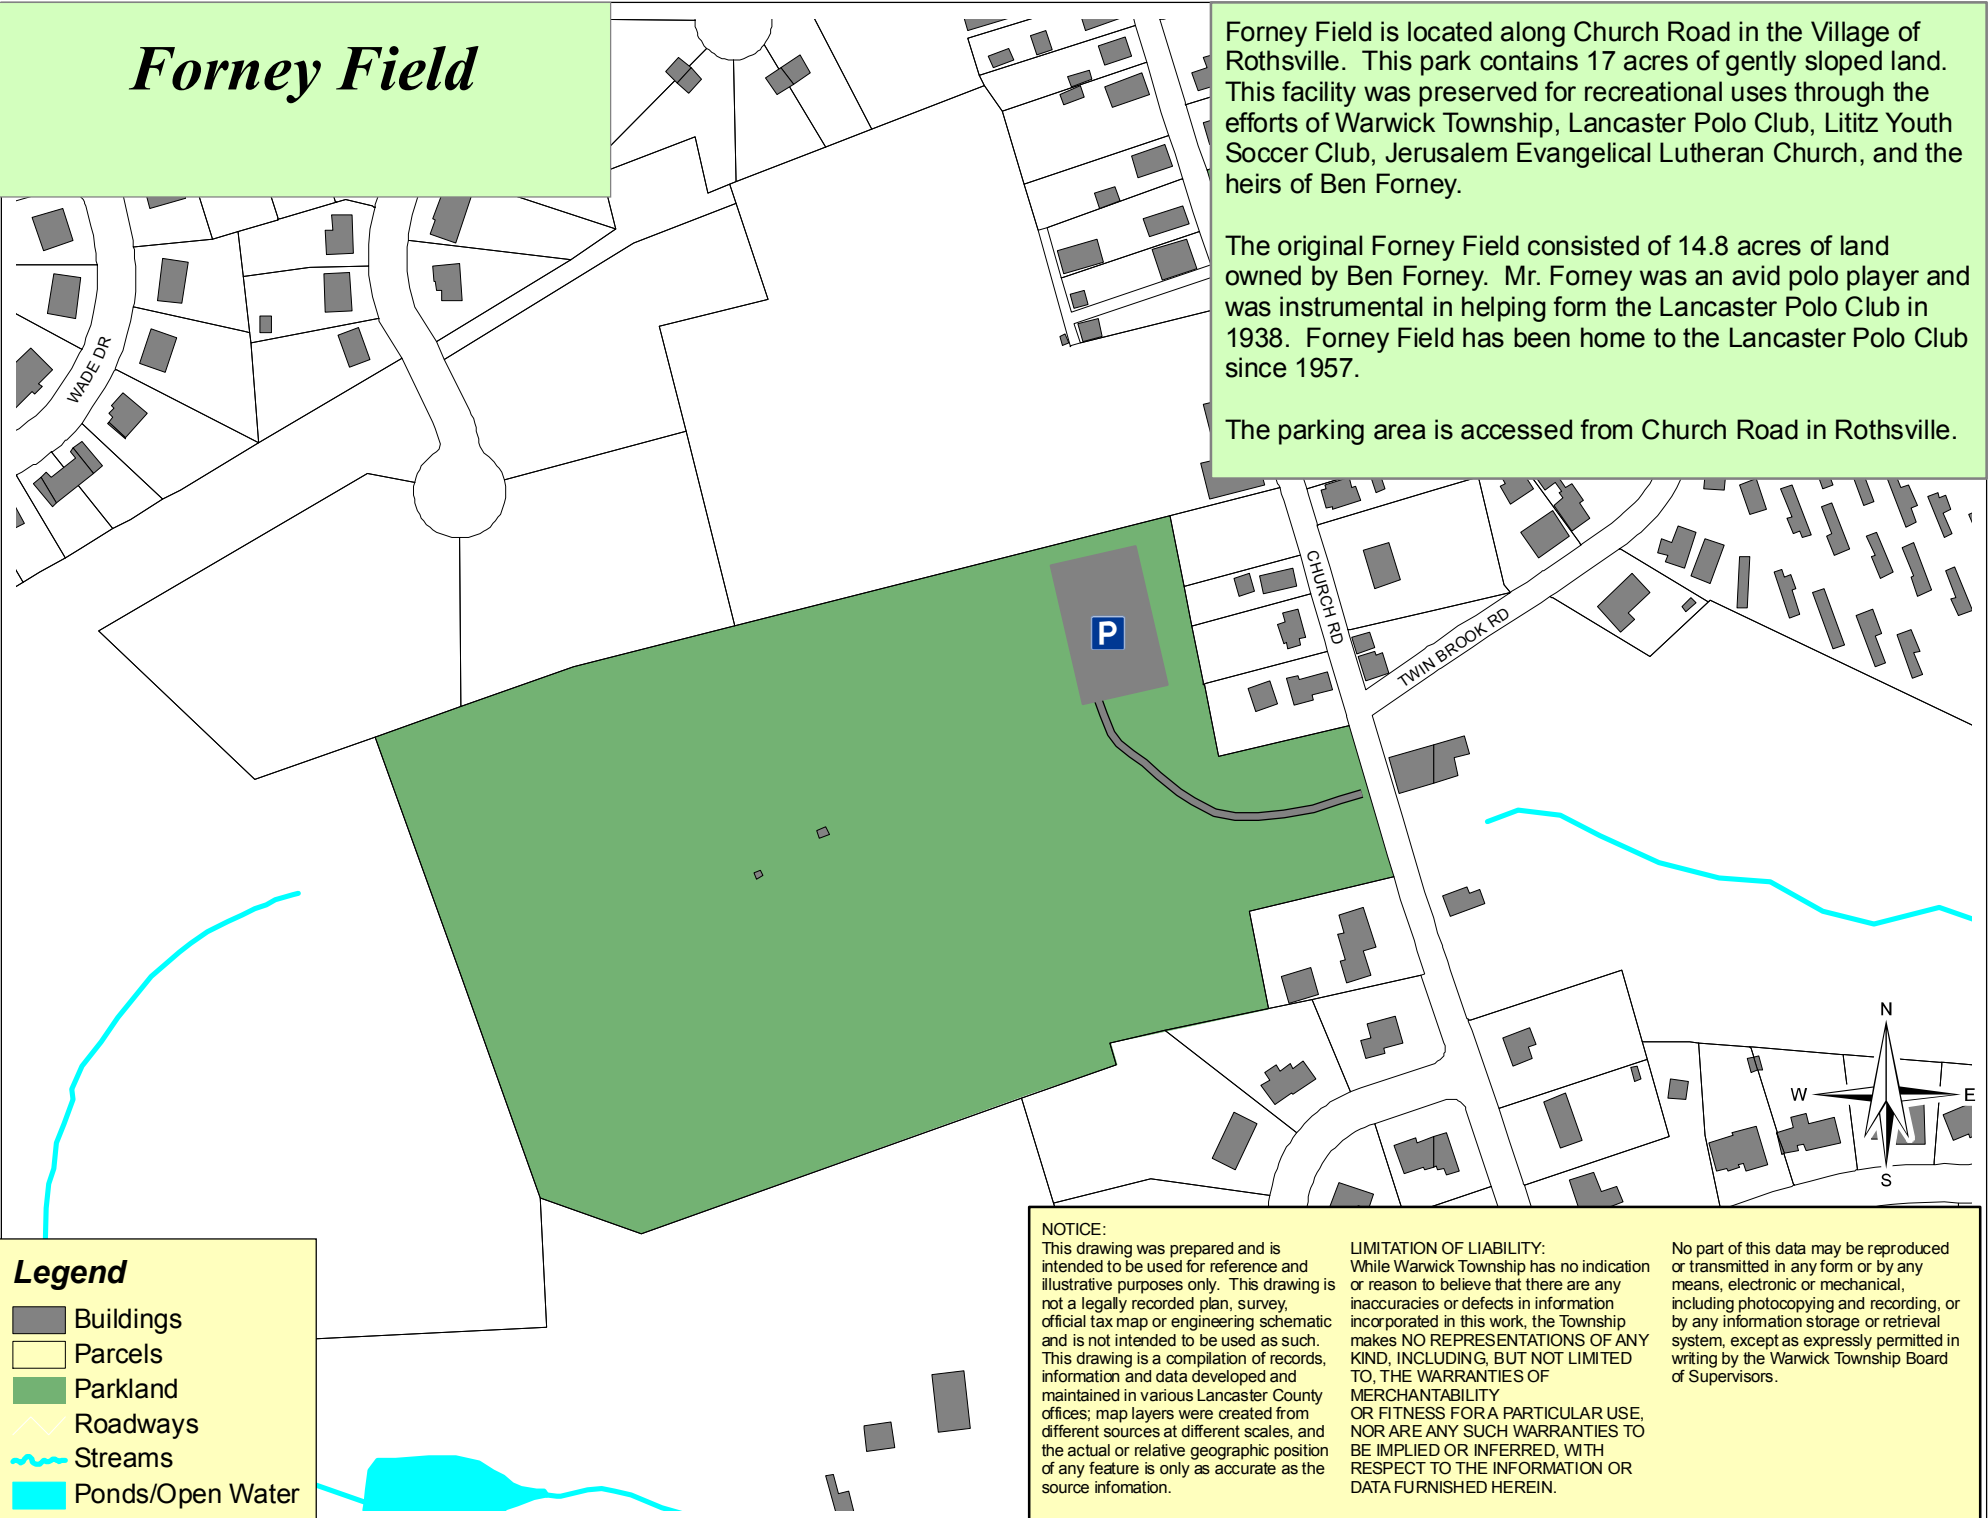 Forney Field
Forney Field is located along Church Road in the Village of
Rothsville.  This park contains 17 acres of gently sloped land.
This facility was preserved for recreational uses through the
efforts of Warwick Township, Lancaster Polo Club, Lititz Youth
Soccer Club, Jerusalem Evangelical Lutheran Church, and the
heirs of Ben Forney.
The original Forney Field consisted of 14.8 acres of land
owned by Ben Forney.  Mr. Forney was an avid polo player and
was instrumental in helping form the Lancaster Polo Club in
1938.  Forney Field has been home to the Lancaster Polo Club
since 1957.
The parking area is accessed from Church Road in Rothsville.
WADE DR
CHURCH RD
TWIN BROOK RD
P
N
W
E
S
Legend
Buildings
Parcels
Parkland
Roadways
Streams
Ponds/Open Water
NOTICE:
This drawing was prepared and is
intended to be used for reference and
illustrative purposes only.  This drawing is
not a legally recorded plan, survey,
official tax map or engineering schematic
and is not intended to be used as such.
This drawing is a compilation of records,
information and data developed and
maintained in various Lancaster County
offices; map layers were created from
different sources at different scales, and
the actual or relative geographic position
of any feature is only as accurate as the
source infomation.
LIMITATION OF LIABILITY:
While Warwick Township has no indication
or reason to believe that there are any
inaccuracies or defects in information
incorporated in this work, the Township
makes NO REPRESENTATIONS OF ANY
KIND, INCLUDING, BUT NOT LIMITED
TO, THE WARRANTIES OF
MERCHANTABILITY
OR FITNESS FOR A PARTICULAR USE,
NOR ARE ANY SUCH WARRANTIES TO
BE IMPLIED OR INFERRED, WITH
RESPECT TO THE INFORMATION OR
DATA FURNISHED HEREIN.
No part of this data may be reproduced
or transmitted in any form or by any
means, electronic or mechanical,
including photocopying and recording, or
by any information storage or retrieval
system, except as expressly permitted in
writing by the Warwick Township Board
of Supervisors.